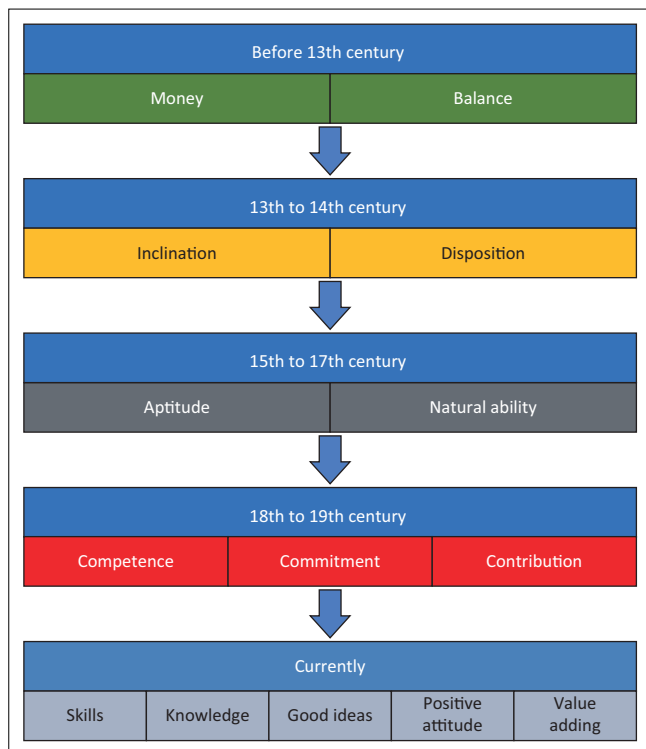 Before 13th century
Money
Balance
13th to 14th century
Inclination
Disposition
15th to 17th century
Aptitude
Natural ability
18th to 19th century
Competence
Commitment
Contribution
Currently
Skills
Knowledge
Good ideas
Positive
attitude
Value
adding